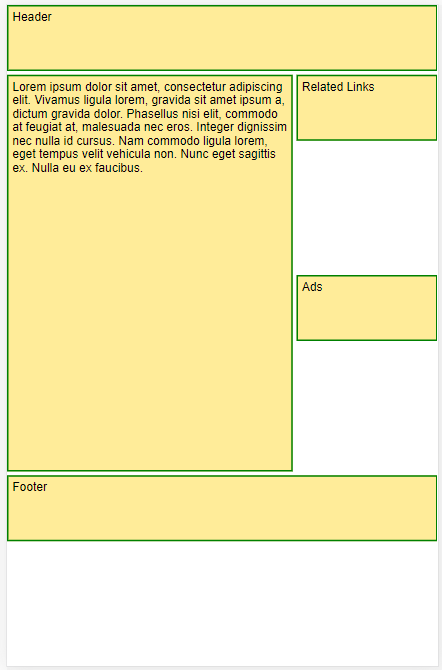 Header
Lorem ipsum dolor sit amet, consectetur adipiscing
elit. Vivamus ligula lorem, gravida sit amet ipsum a,
dictum gravida dolor. Phasellus nisi elit, commodo
at feugiat at, malesuada nec eros. Integer dignissim
nec nulla id cursus. Nam commodo ligula lorem,
eget tempus velit vehicula non. Nunc eget sagittis
ex. Nulla eu ex faucibus.
Related Links
Ads
Footer